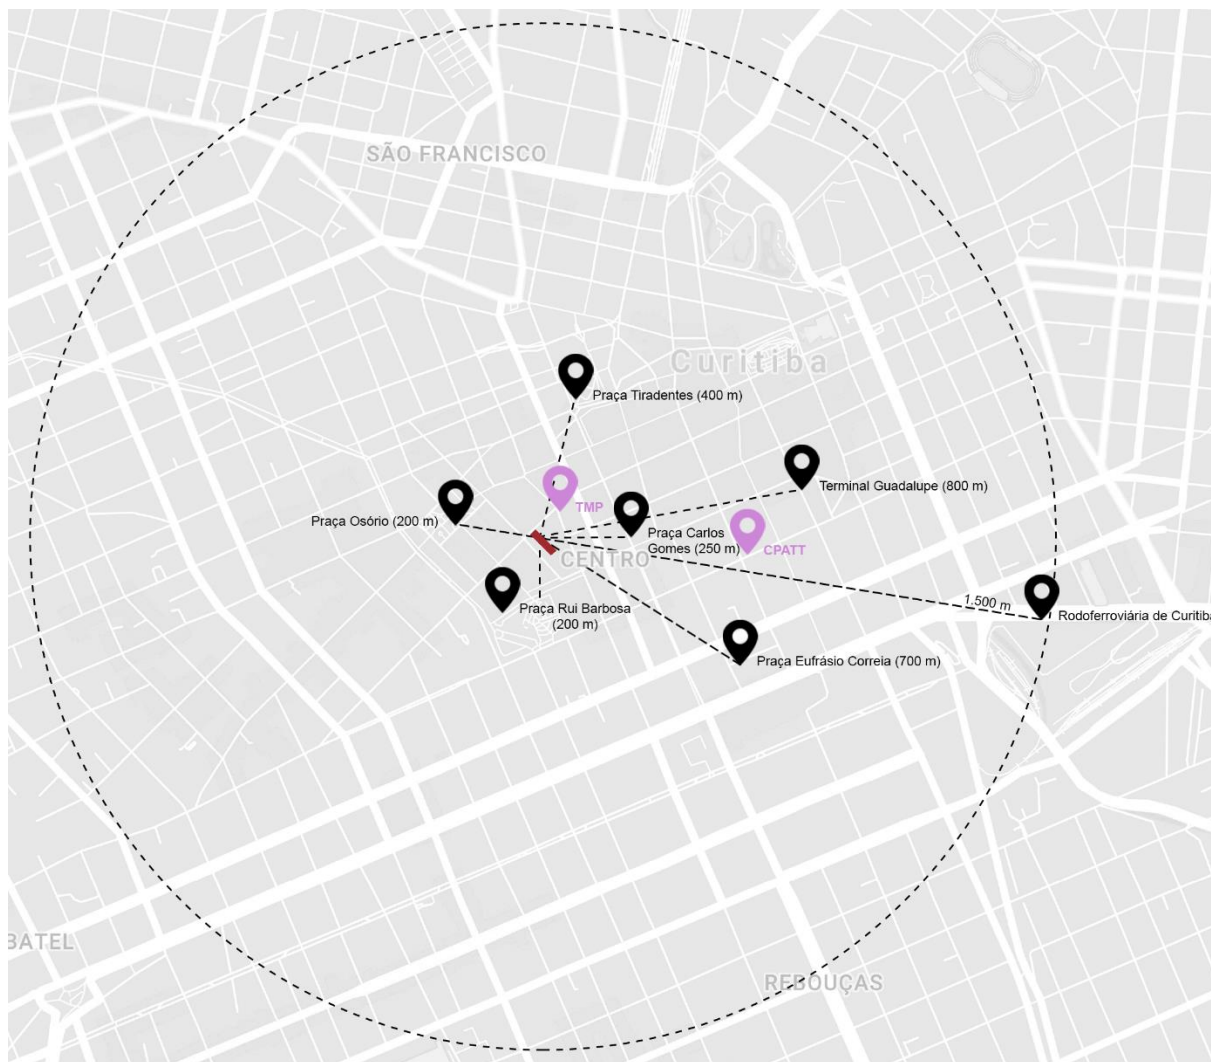 SÃO FRANCISCO
Curitiba
Praça Tiradentes (400 m)
Terminal Guadalupe (800 m)
TMP
Praça Osório (200 m)
Praça Carlos
Gomes (250 m)
CPATT
CENTRO
1.500 m
Praça Rui Barbosa
(200 m)
Rodoferroviária de Curitiba
Praça Eufrásio Correia (700 m)
BATEL
REBOUÇAS